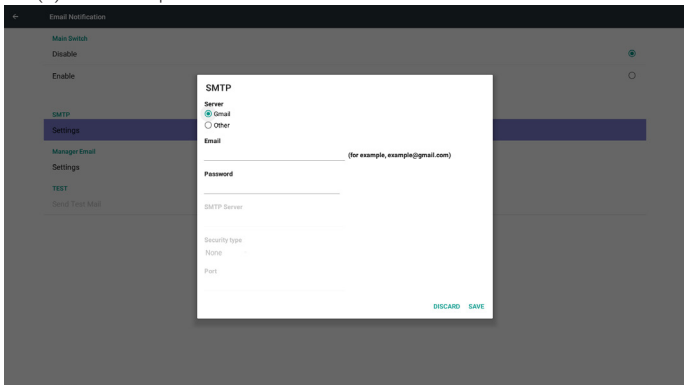 Email Notification
Main Switch
Disable
Enable
SMTP
Settings
Manager Email
Settings
TEST
Send Test Mail
SMTP
Server
Gmail
Other
Email
(for example, example@gmail.com)
Password
SMTP Server
Security type
None
Port
DISCARD SAVE